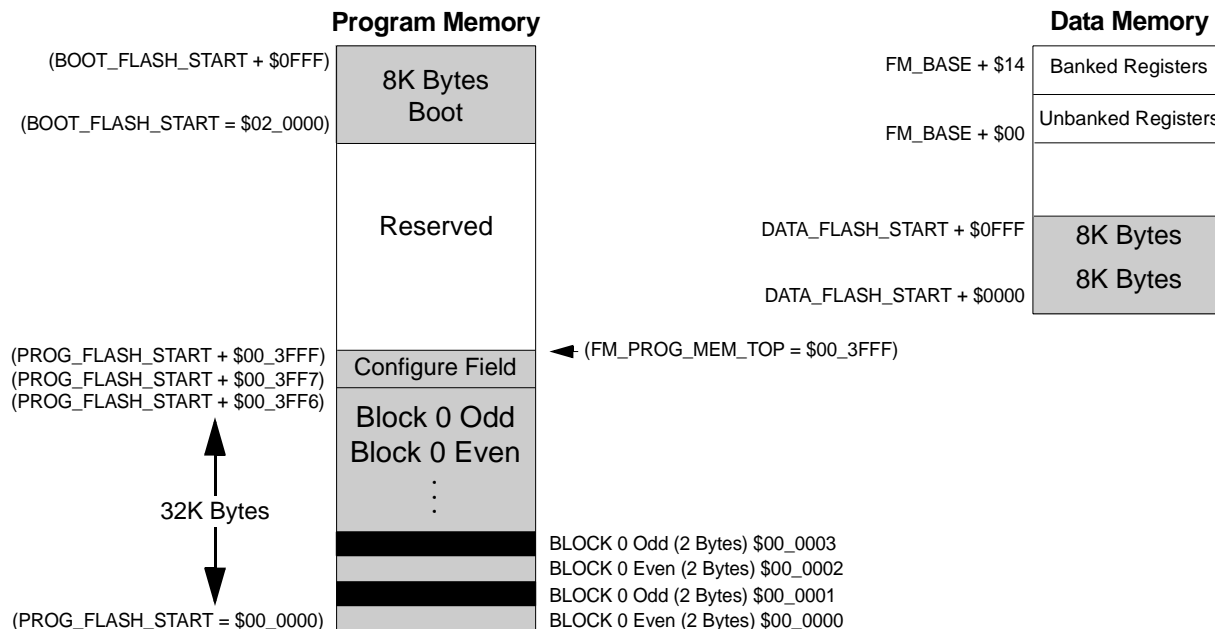 Program Memory
(BOOT_FLASH_START + $0FFF)
8K Bytes
Boot
(BOOT_FLASH_START = $02_0000)
Reserved
(PROG_FLASH_START + $00_3FFF)
Configure Field
(FM_PROG_MEM_TOP = $00_3FFF)
(PROG_FLASH_START + $00_3FF7)
(PROG_FLASH_START + $00_3FF6)
Block 0 Odd
Block 0 Even
32K Bytes
BLOCK 0 Odd (2 Bytes) $00_0003
BLOCK 0 Even (2 Bytes) $00_0002
BLOCK 0 Odd (2 Bytes) $00_0001
(PROG_FLASH_START = $00_0000)
BLOCK 0 Even (2 Bytes) $00_0000
Data Memory
FM_BASE + $14
Banked Registers
Unbanked Registers
FM_BASE + $00
DATA_FLASH_START + $0FFF
8K Bytes
8K Bytes
DATA_FLASH_START + $0000